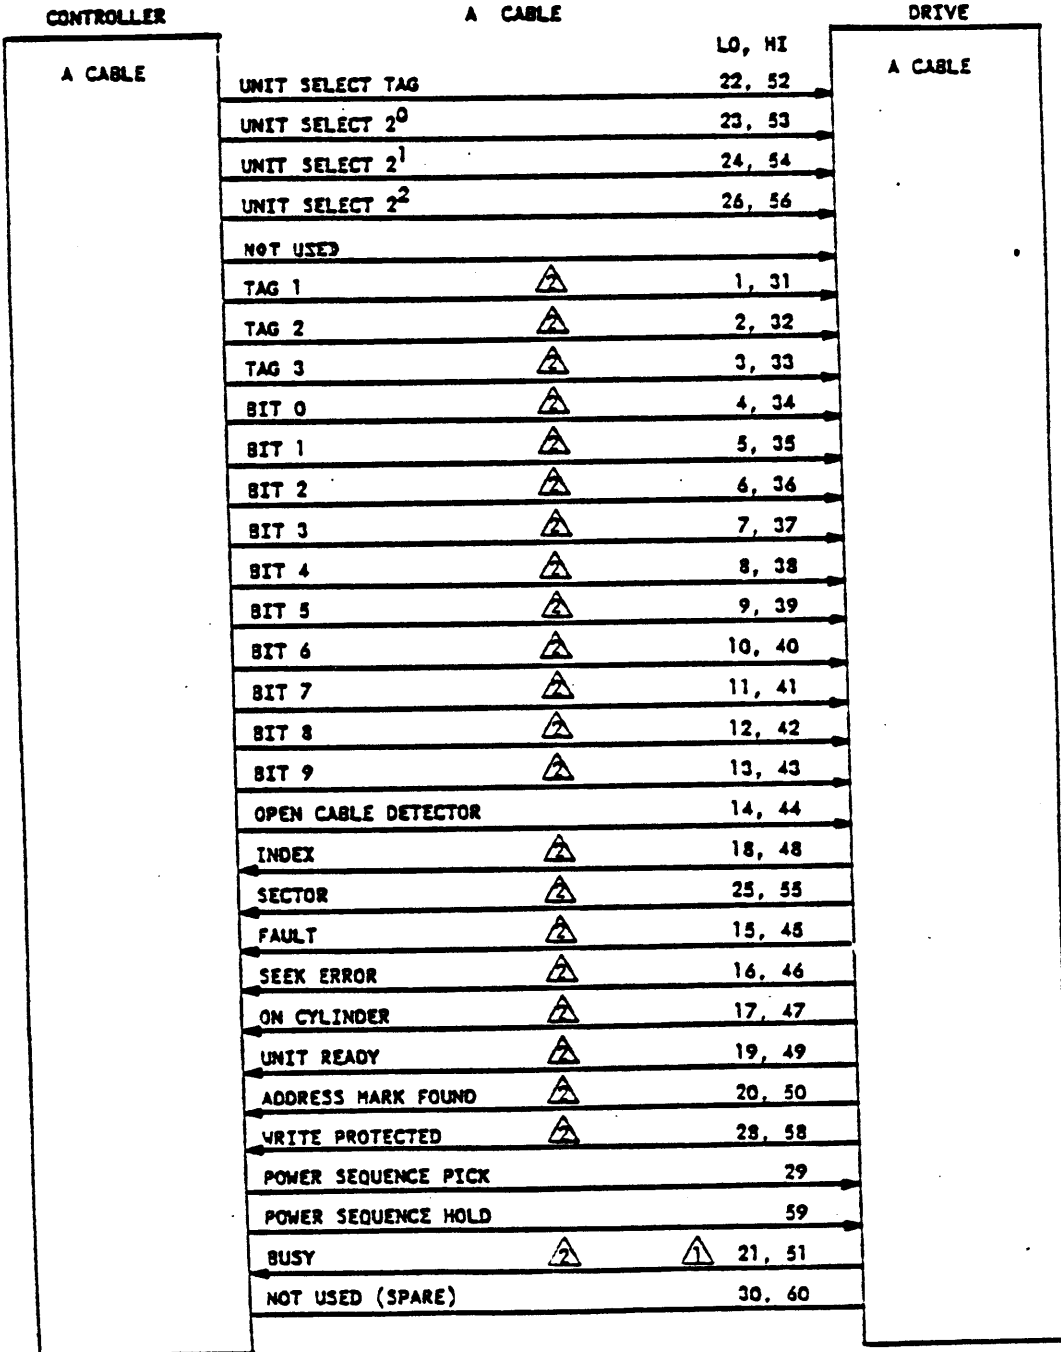 CONTROLLER A CABLE DRIVE
LO, HI
A CABLE A CABLE
UNIT SELECT TAG 22, 52
UNIT SELECT 2⁰ 23, 53
UNIT SELECT 2¹ 24, 54
UNIT SELECT 2² 26, 56
NOT USED
TAG 1 2 1, 31
TAG 2 2 2, 32
TAG 3 2 3, 33
BIT 0 2 4, 34
BIT 1 2 5, 35
BIT 2 2 6, 36
BIT 3 2 7, 37
BIT 4 2 8, 38
BIT 5 2 9, 39
BIT 6 2 10, 40
BIT 7 2 11, 41
BIT 8 2 12, 42
BIT 9 2 13, 43
OPEN CABLE DETECTOR 14, 44
INDEX 2 18, 48
SECTOR 2 25, 55
FAULT 2 15, 45
SEEK ERROR 2 16, 46
ON CYLINDER 2 17, 47
UNIT READY 2 19, 49
ADDRESS MARK FOUND 2 20, 50
WRITE PROTECTED 2 28, 58
POWER SEQUENCE PICK 29
POWER SEQUENCE HOLD 59
BUSY 2 1 21, 51
NOT USED (SPARE) 30, 60